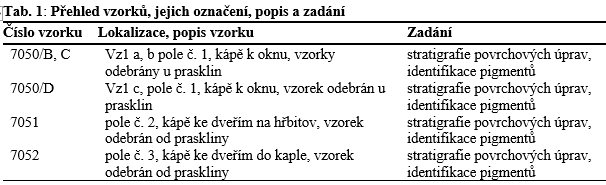 Tab. 1: Přehled vzorků, jejich označení, popis a zadání
Číslo vzorku Lokalizace, popis vzorku Zadání
7050/B, C Vz1 a, b pole č. 1, kápě k oknu, vzorky stratigrafie povrchových úprav,
odebrány u prasklin identifikace pigmentů
7050/D Vz1 c, pole č. 1, kápě k oknu, vzorek odebrán u stratigrafie povrchových úprav,
prasklin identifikace pigmentů
7051 pole č. 2, kápě ke dveřím na hřbitov, vzorek stratigrafie povrchových úprav,
odebrán od praskliny identifikace pigmentů
7052 pole č. 3, kápě ke dveřím do kaple, vzorek stratigrafie povrchových úprav,
odebrán od praskliny identifikace pigmentů